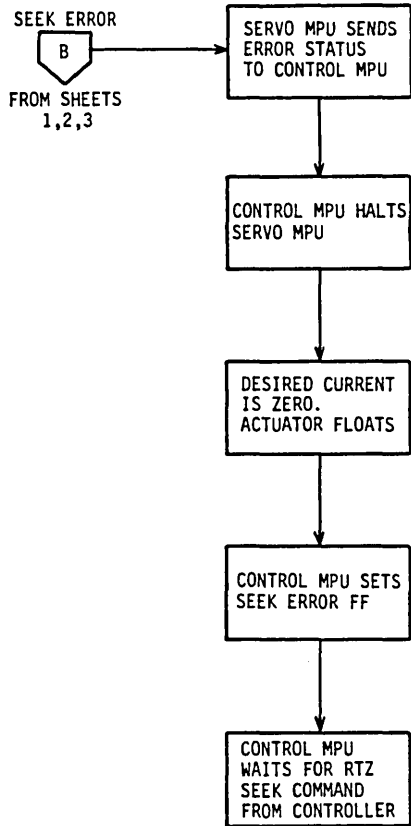 SEEK ERROR
B
FROM SHEETS
1,2,3
SERVO MPU SENDS
ERROR STATUS
TO CONTROL MPU
CONTROL MPU HALTS
SERVO MPU
DESIRED CURRENT
IS ZERO.
ACTUATOR FLOATS
CONTROL MPU SETS
SEEK ERROR FF
CONTROL MPU
WAITS FOR RTZ
SEEK COMMAND
FROM CONTROLLER